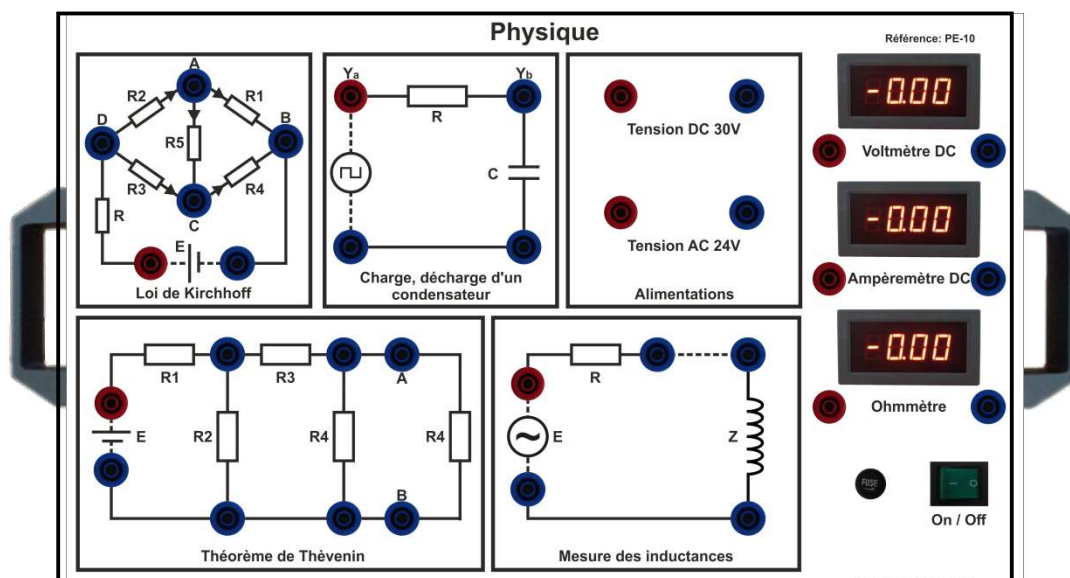 Physique
Référence: PE-10
A
R2
R1
D
B
R5
R3
R4
C
R
E
Loi de Kirchhoff
Ya
Yb
R
C
Charge, décharge d'un
condensateur
Tension DC 30V
Tension AC 24V
Alimentations
-0.00
Voltmètre DC
-0.00
Ampèremètre DC
-0.00
Ohmmètre
FUSE
On / Off
R1
R3
A
E
R2
R4
R4
B
Théorème de Thèvenin
R
E
Z
Mesure des inductances